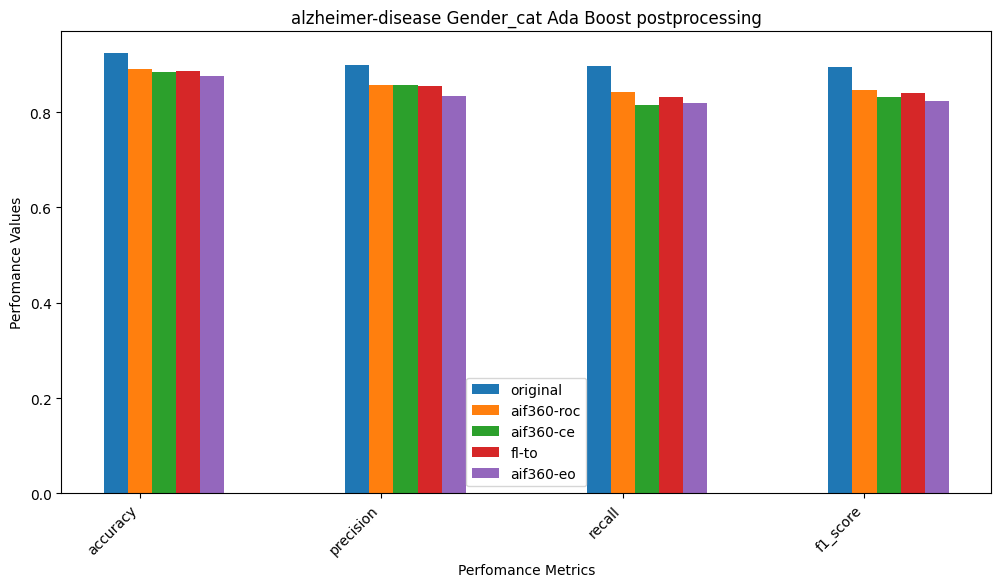 alzheimer-disease Gender_cat Ada Boost postprocessing
Perfomance Values
0.8
0.6
0.4
0.2
0.0
original
aif360-roc
aif360-ce
fl-to
aif360-eo
accuracy
precision
recall
f1_score
Perfomance Metrics